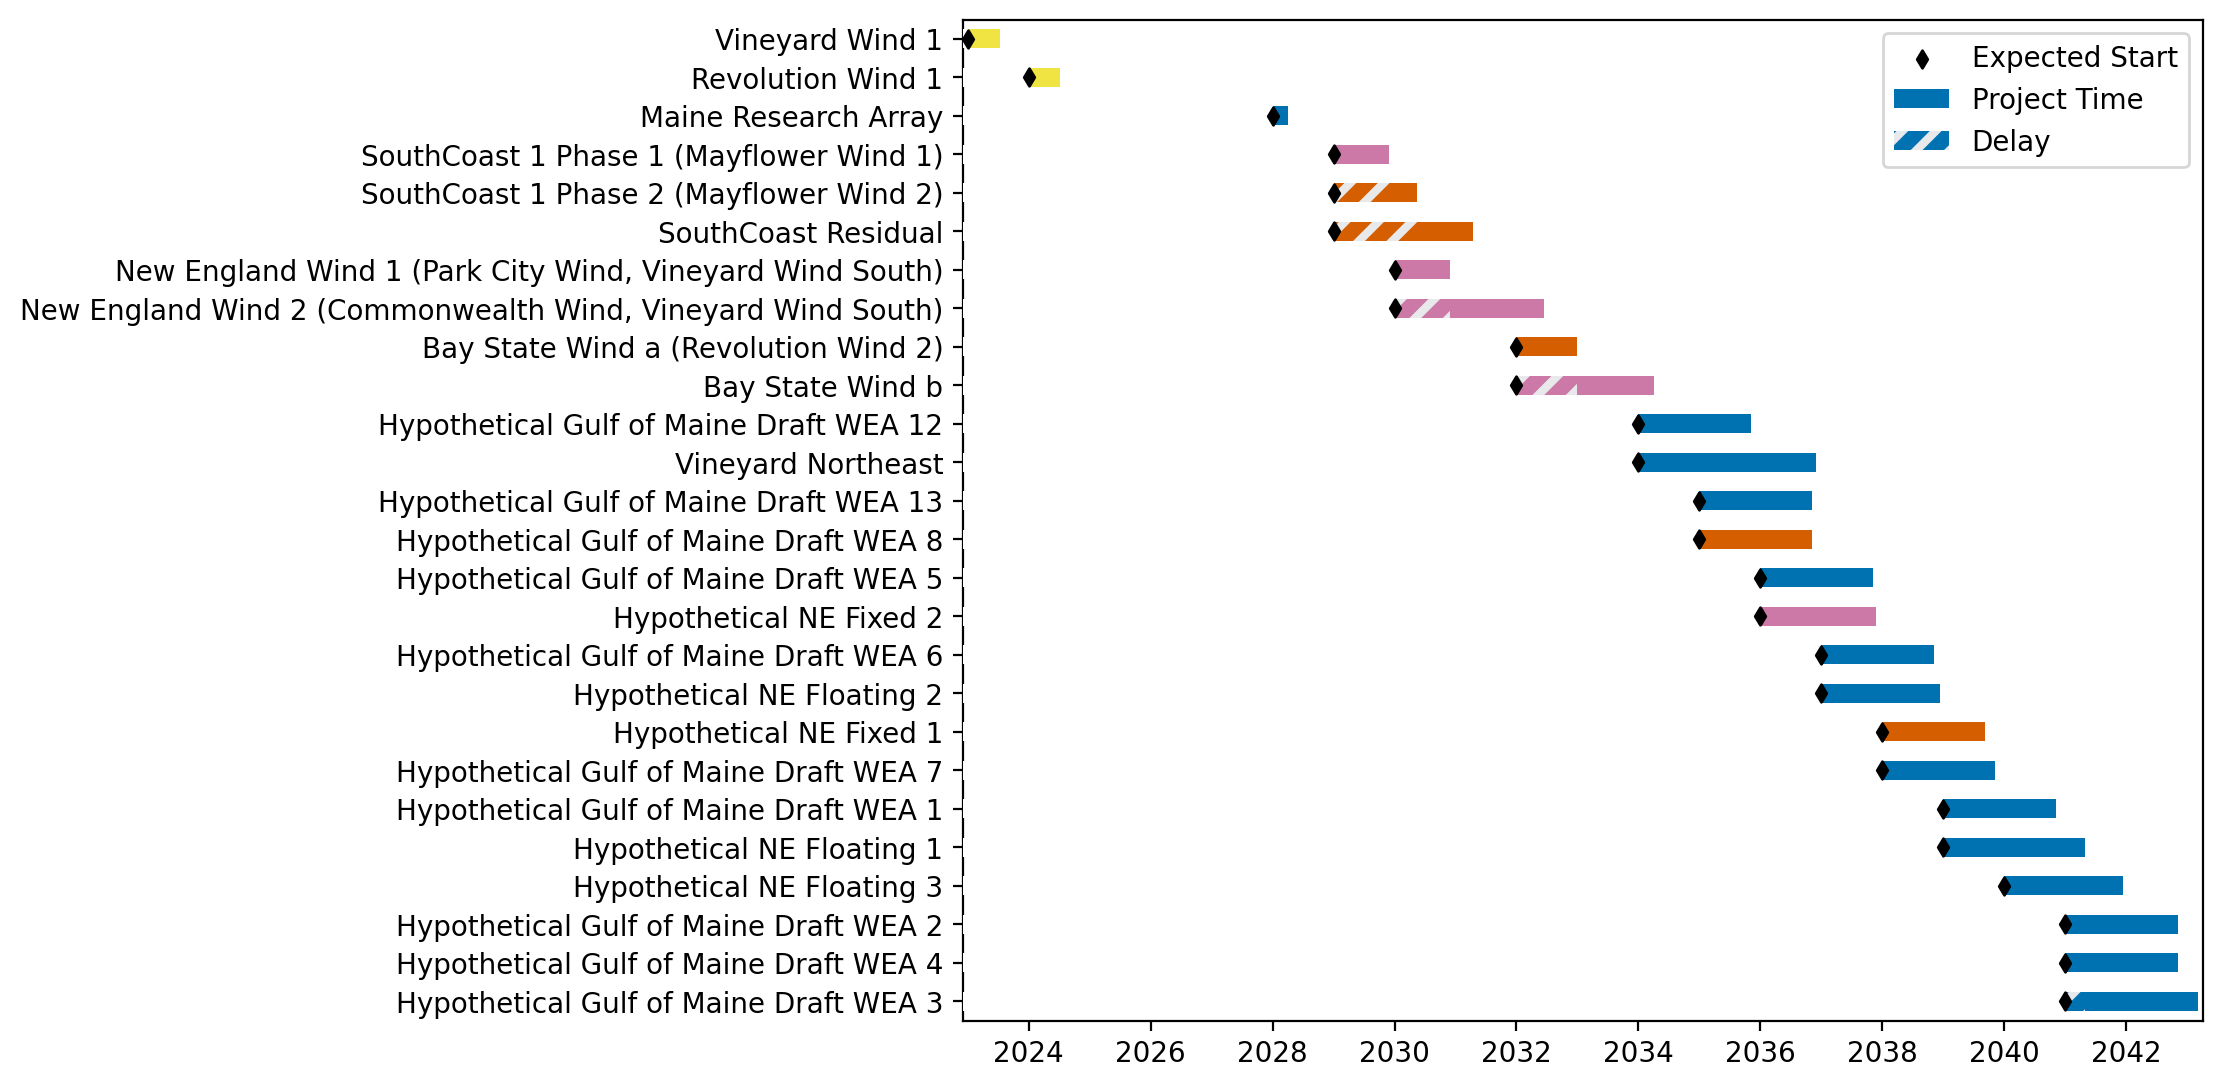 Vineyard Wind 1
Revolution Wind 1
Maine Research Array
SouthCoast 1 Phase 1 (Mayflower Wind 1)
SouthCoast 1 Phase 2 (Mayflower Wind 2)
SouthCoast Residual
New England Wind 1 (Park City Wind, Vineyard Wind South)
New England Wind 2 (Commonwealth Wind, Vineyard Wind South)
Bay State Wind a (Revolution Wind 2)
Bay State Wind b
Hypothetical Gulf of Maine Draft WEA 12
Vineyard Northeast
Hypothetical Gulf of Maine Draft WEA 13
Hypothetical Gulf of Maine Draft WEA 8
Hypothetical Gulf of Maine Draft WEA 5
Hypothetical NE Fixed 2
Hypothetical Gulf of Maine Draft WEA 6
Hypothetical NE Floating 2
Hypothetical NE Fixed 1
Hypothetical Gulf of Maine Draft WEA 7
Hypothetical Gulf of Maine Draft WEA 1
Hypothetical NE Floating 1
Hypothetical NE Floating 3
Hypothetical Gulf of Maine Draft WEA 2
Hypothetical Gulf of Maine Draft WEA 4
Hypothetical Gulf of Maine Draft WEA 3
Expected Start
Project Time
Delay
2024 2026 2028 2030 2032 2034 2036 2038 2040 2042